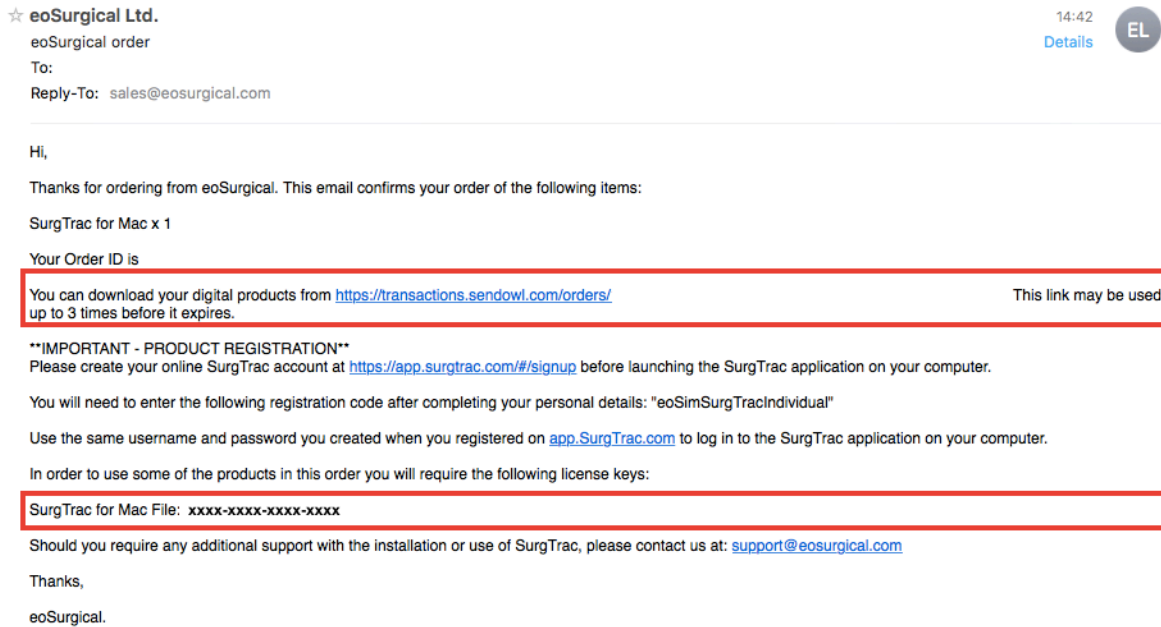 eoSurgical Ltd.
14:42
EL
eoSurgical order
Details
To:
Reply-To: sales@eosurgical.com
Hi,
Thanks for ordering from eoSurgical. This email confirms your order of the following items:
SurgTrac for Mac x 1
Your Order ID is
You can download your digital products from https://transactions.sendowl.com/orders/ This link may be used
up to 3 times before it expires.
**IMPORTANT - PRODUCT REGISTRATION**
Please create your online SurgTrac account at https://app.surgtrac.com/#/signup before launching the SurgTrac application on your computer.
You will need to enter the following registration code after completing your personal details: "eoSimSurgTracIndividual"
Use the same username and password you created when you registered on app.SurgTrac.com to log in to the SurgTrac application on your computer.
In order to use some of the products in this order you will require the following license keys:
SurgTrac for Mac File: xxxx-xxxx-xxxx-xxxx
Should you require any additional support with the installation or use of SurgTrac, please contact us at: support@eosurgical.com
Thanks,
eoSurgical.